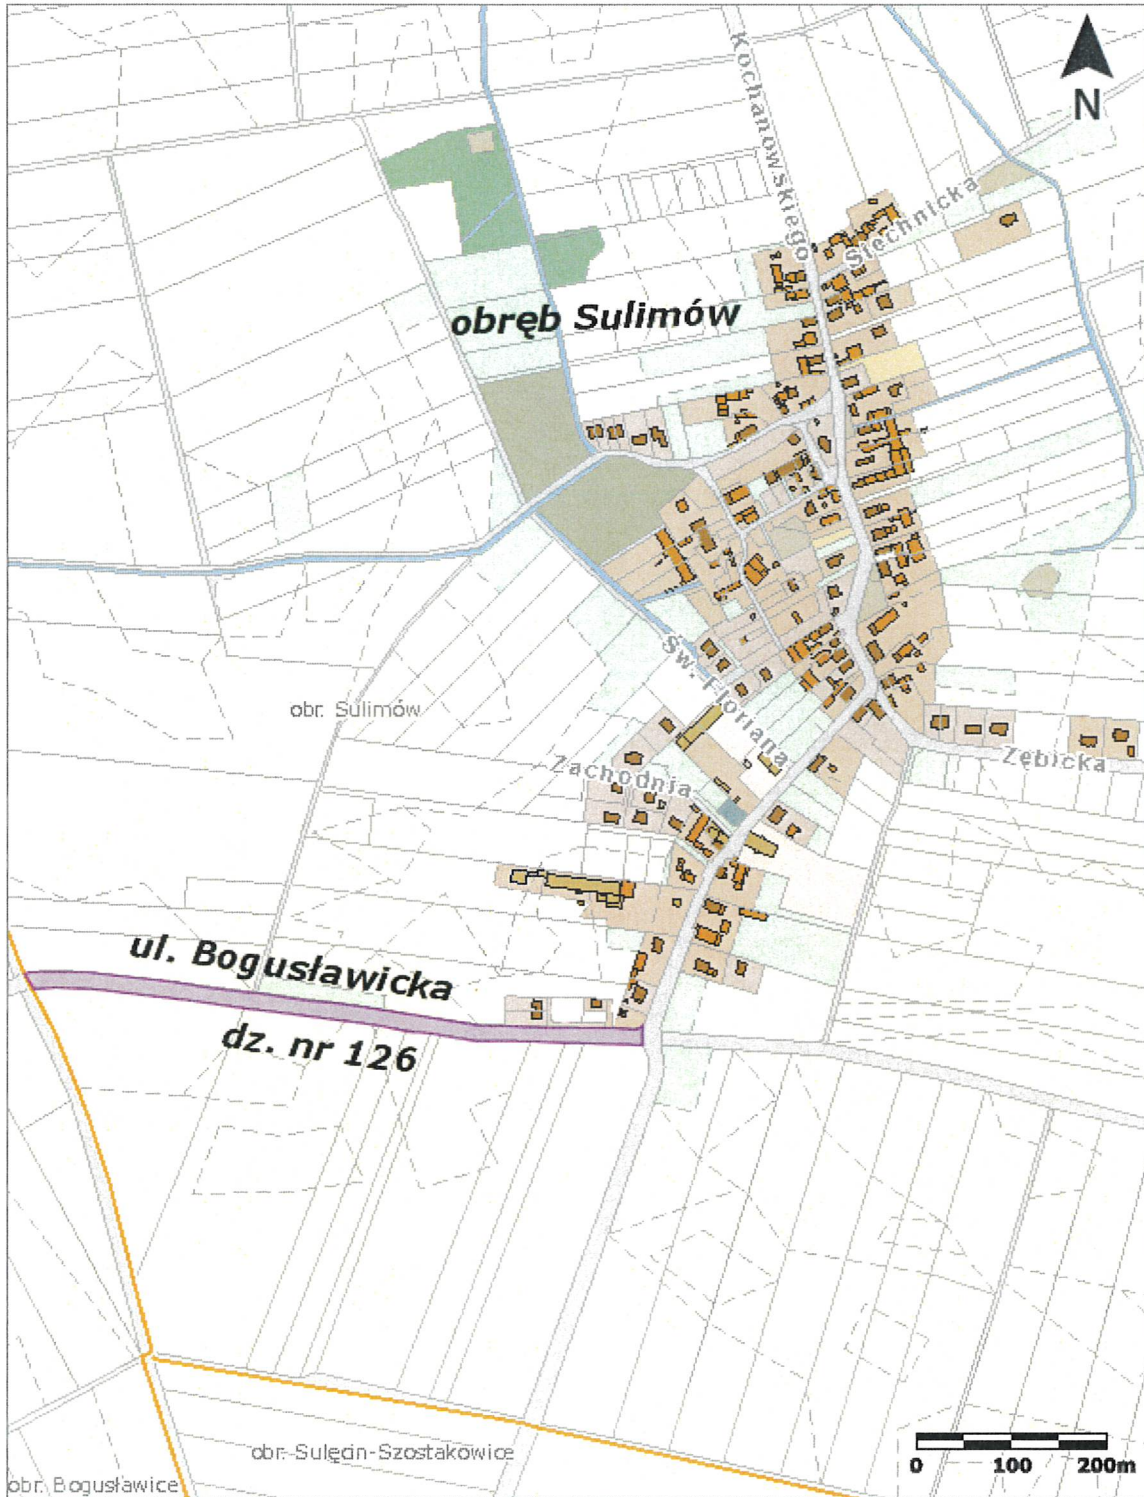 Kochanowskiego
N
Siechnicka
obręb Sulimów
Św. Floriana
obr. Sulimów
Zębicka
Zachodnia
ul. Bogusławicka
dz. nr 126
obr. Sulęcin-Szostakowice
0 100 200m
obr. Bogusławice